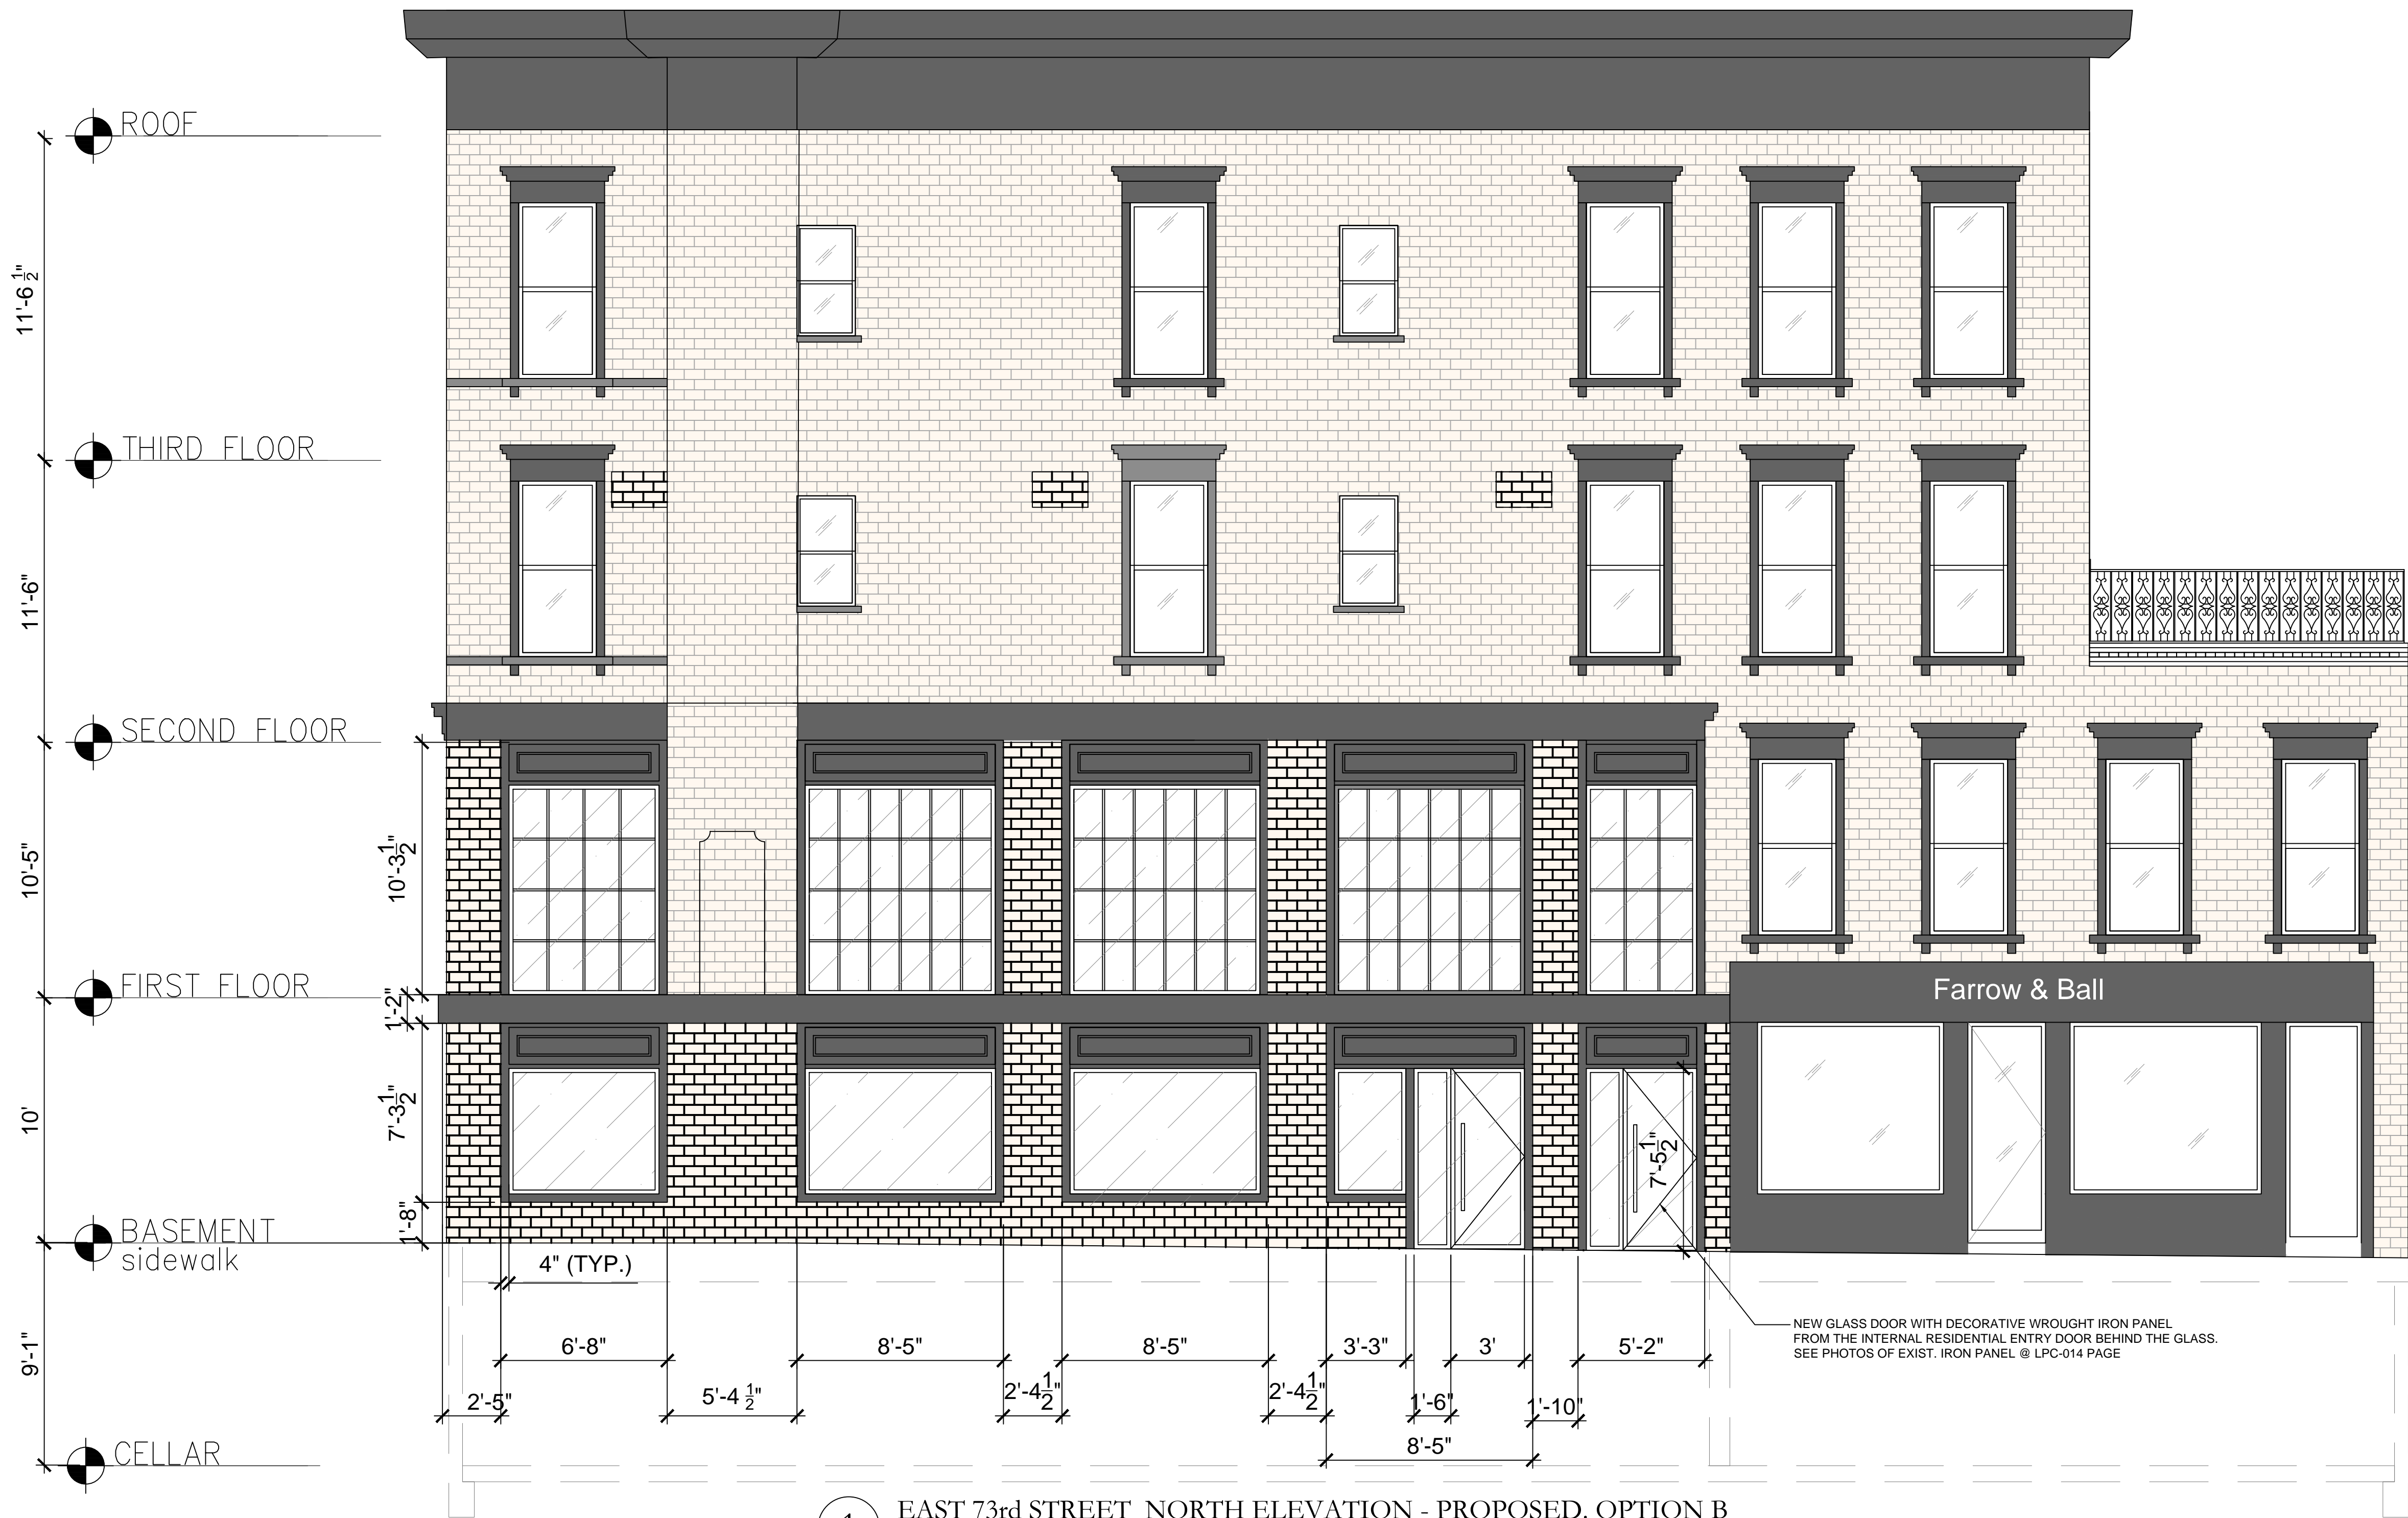 ROOF
11'-6 1/2"
THIRD FLOOR
11'-6"
SECOND FLOOR
10'-5"
10'-3 1/2"
FIRST FLOOR
1'-2"
Farrow & Ball
10'
7'-3 1/2"
7'-5 1/2"
1'-8"
BASEMENT
sidewalk
4" (TYP.)
9'-1"
NEW GLASS DOOR WITH DECORATIVE WROUGHT IRON PANEL
FROM THE INTERNAL RESIDENTIAL ENTRY DOOR BEHIND THE GLASS.
SEE PHOTOS OF EXIST. IRON PANEL @ LPC-014 PAGE
6'-8" 8'-5" 8'-5" 3'-3" 3' 5'-2"
2'-5" 5'-4 1/2" 2'-4 1/2" 2'-4 1/2" 1'-6" 1'-10"
8'-5"
CELLAR
1 EAST 73rd STREET NORTH ELEVATION - PROPOSED. OPTION B